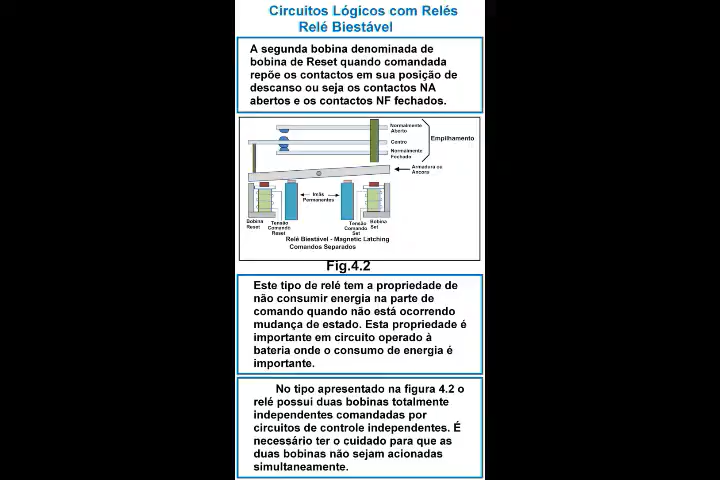 Circuitos Lógicos com Relés
Relé Biestável
A segunda bobina denominada de
bobina de Reset quando comandada
repõe os contactos em sua posição de
descanso ou seja os contactos NA
abertos e os contactos NF fechados.
Normalmente
Aberto
Centro
Normalmente
Fechado
Empilhamento
Armadura ou
Ancora
Imãs
Permanentes
Bobina
Reset
Tensão
Comando
Reset
Tensão
Comando
Set
Bobina
Set
Relé Biestável - Magnetic Latching
Comandos Separados
Fig.4.2
Este tipo de relé tem a propriedade de
não consumir energia na parte de
comando quando não está ocorrendo
mudança de estado. Esta propriedade é
importante em circuito operado à
bateria onde o consumo de energia é
importante.
No tipo apresentado na figura 4.2 o
relé possui duas bobinas totalmente
independentes comandadas por
circuitos de controle independentes. É
necessário ter o cuidado para que as
duas bobinas não sejam acionadas
simultaneamente.